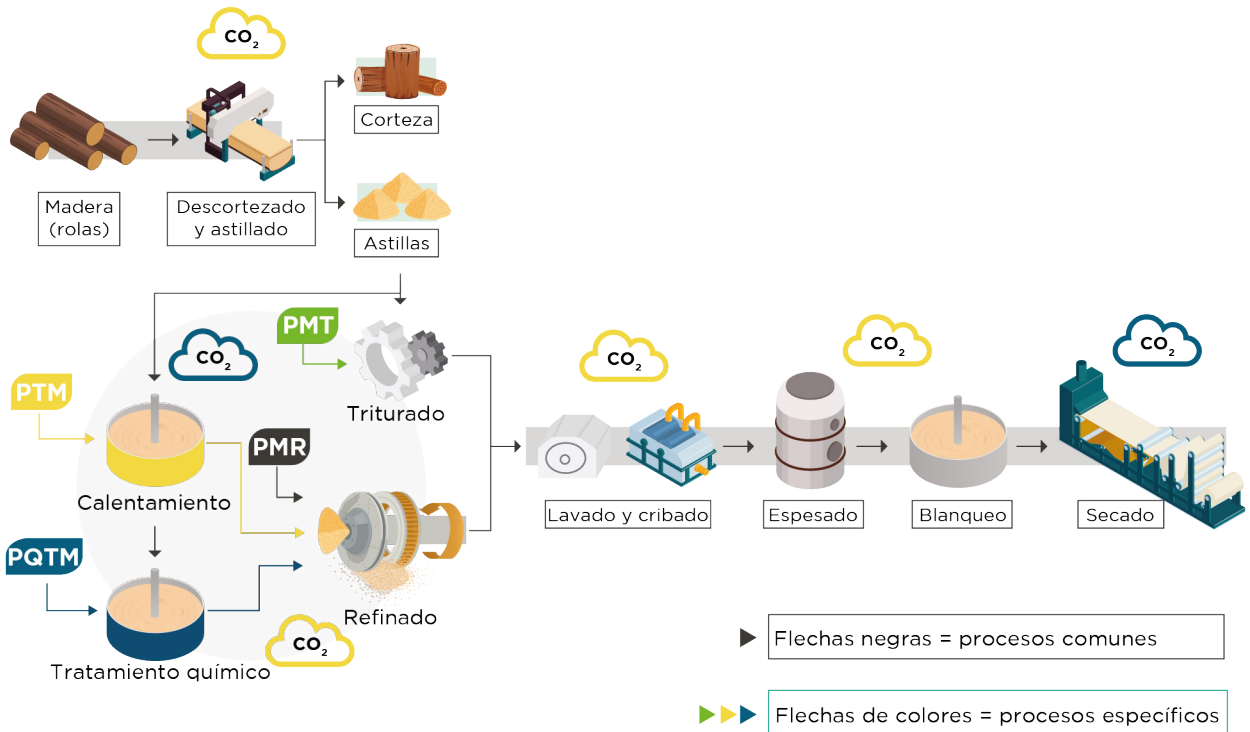 CO₂
Corteza
Madera
(rolas)
Descortezado
y astillado
Astillas
PMT
CO₂
Triturado
PTM
PMR
Calentamiento
PQTM
Refinado
CO₂
Tratamiento químico
CO₂
CO₂
CO₂
Lavado y cribado
Espesado
Blanqueo
Secado
Flechas negras = procesos comunes
Flechas de colores = procesos específicos